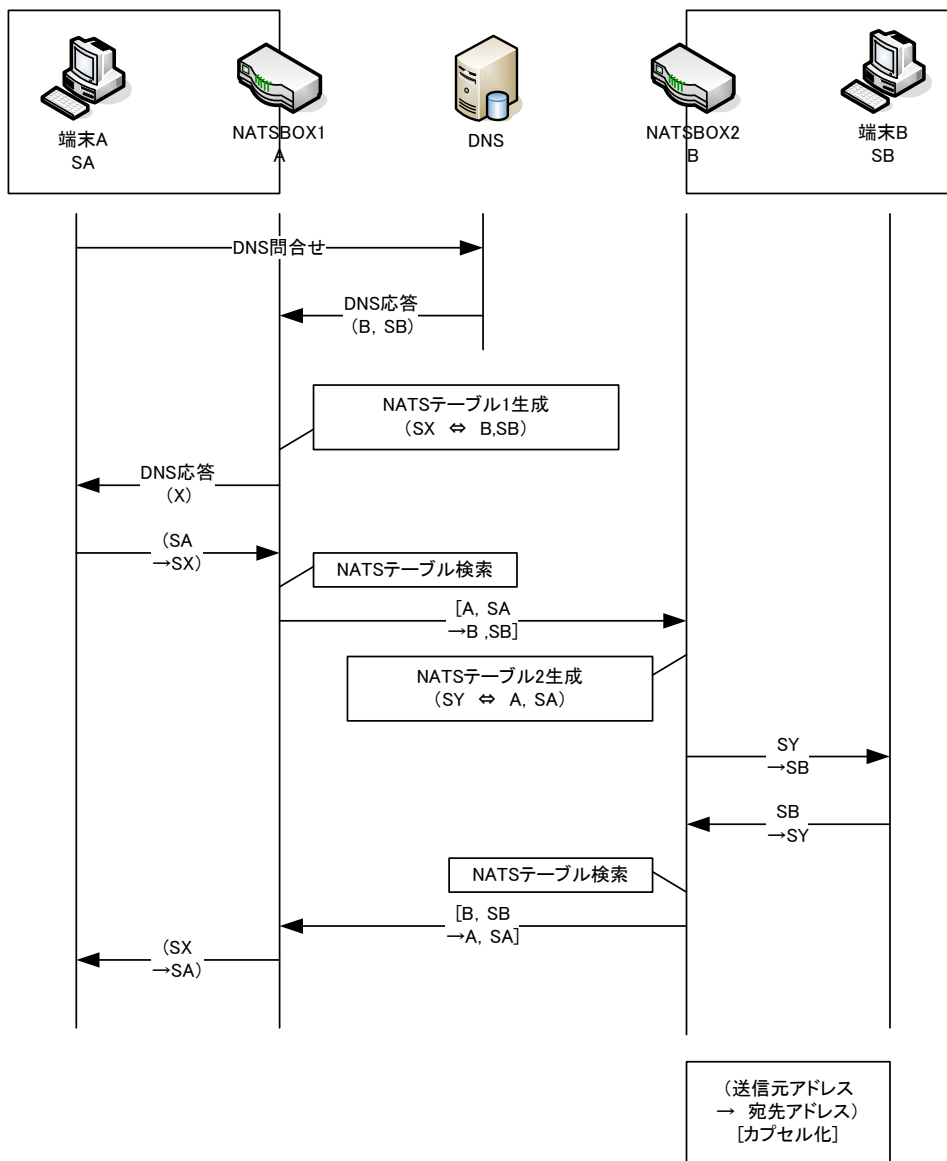 端末A
SA
NATSBOX1
A
DNS
NATSBOX2
B
端末B
SB
DNS問合せ
DNS応答
(B, SB)
NATSテーブル1生成
(SX ⇔ B,SB)
DNS応答
(X)
(SA
→SX)
NATSテーブル検索
[A, SA
→B ,SB]
NATSテーブル2生成
(SY ⇔ A, SA)
SY
→SB
SB
→SY
NATSテーブル検索
[B, SB
→A, SA]
(SX
→SA)
(送信元アドレス
→ 宛先アドレス)
[カプセル化]